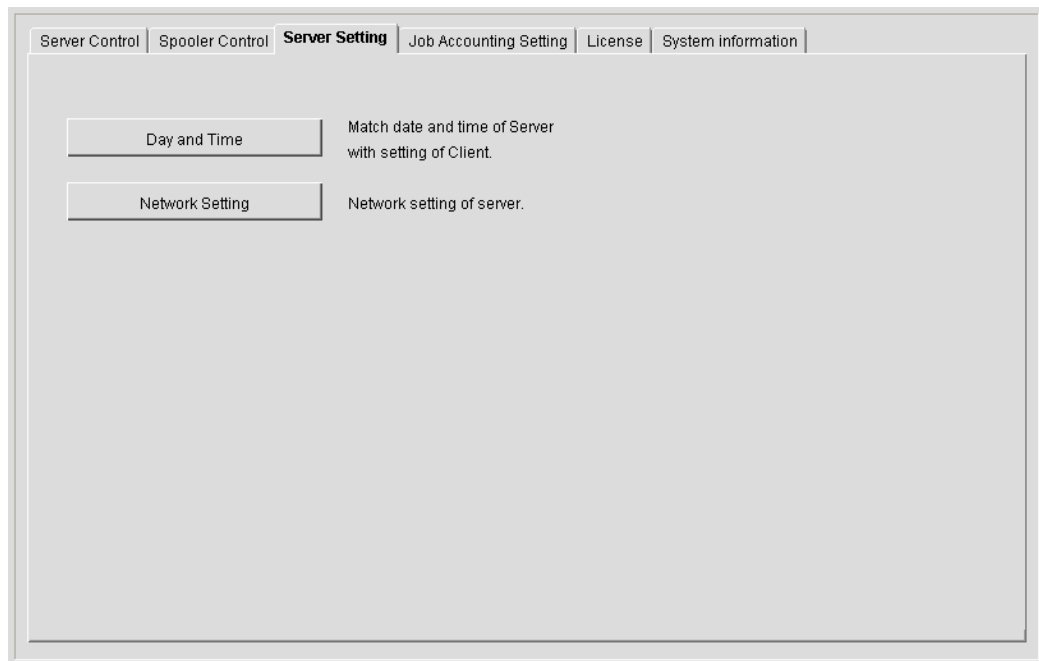 Server Control Spooler Control Server Setting Job Accounting Setting License System information
Day and Time
Match date and time of Server
with setting of Client.
Network Setting
Network setting of server.